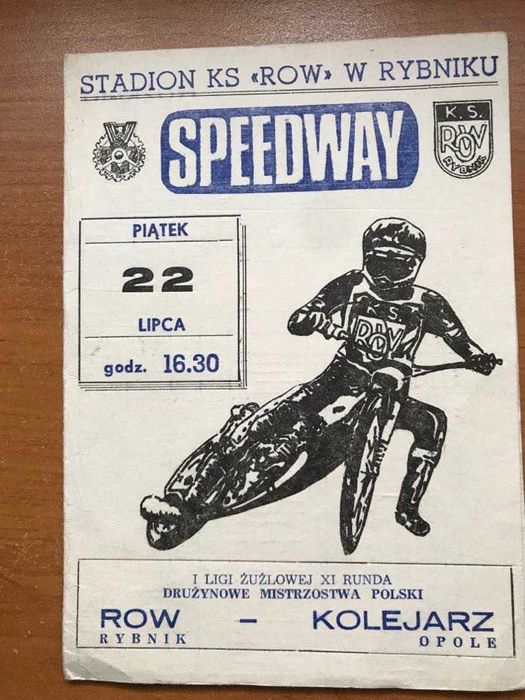 STADION KS «ROW» W RYBNIKU
SPEEDWAY
K. S.
ROW
RYBNIK
PIĄTEK
22
LIPCA
godz. 16.30
K. S.
ROW
I LIGI ŻUŻLOWEJ XI RUNDA
DRUŻYNOWE MISTRZOSTWA POLSKI
ROW – KOLEJARZ
RYBNIK OPOLE